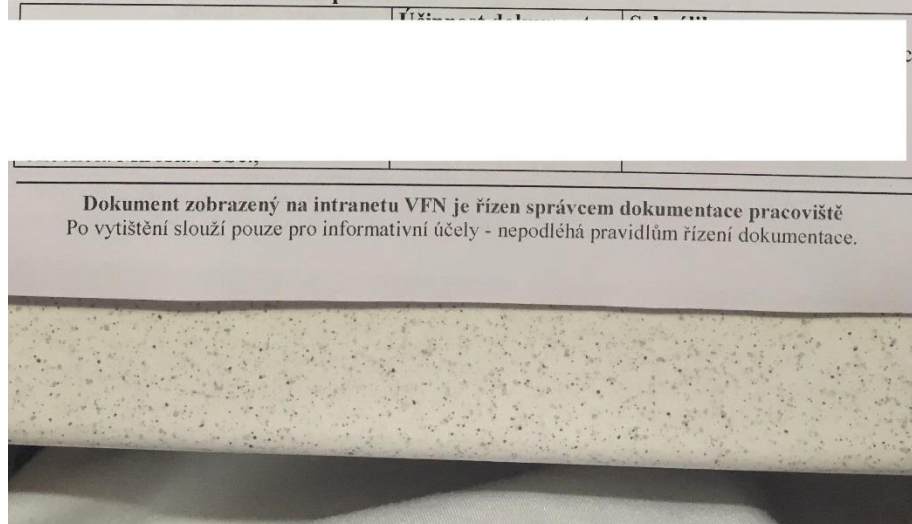 Dokument zobrazený na intranetu VFN je řízen správcem dokumentace pracoviště
Po vytištění slouží pouze pro informativní účely - nepodléhá pravidlům řízení dokumentace.